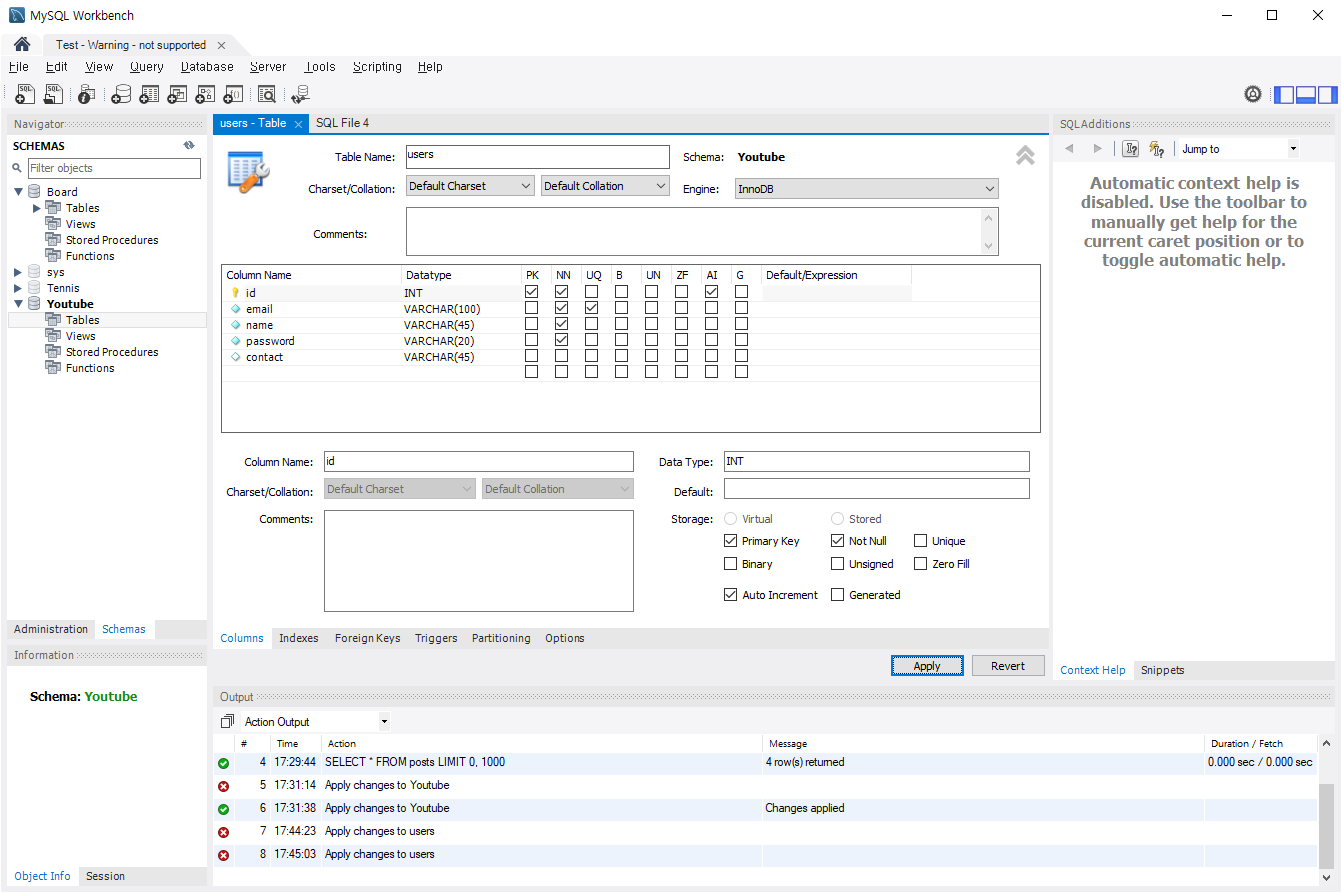 MySQL Workbench
Test - Warning - not supported
File Edit View Query Database Server Tools Scripting Help
Navigator
SCHEMAS
Filter objects
Board
Tables
Views
Stored Procedures
Functions
sys
Tennis
Youtube
Tables
Views
Stored Procedures
Functions
Administration Schemas
Information
Schema: Youtube
Object Info Session
users - Table SQL File 4
Table Name: users Schema: Youtube
Charset/Collation: Default Charset Default Collation Engine: InnoDB
Comments:
Column Name Datatype PK NN UQ B UN ZF AI G Default/Expression
id INT
email VARCHAR(100)
name VARCHAR(45)
password VARCHAR(20)
contact VARCHAR(45)
Column Name: id Data Type: INT
Charset/Collation: Default Charset Default Collation Default:
Comments: Storage: Virtual Stored
Primary Key Not Null Unique
Binary Unsigned Zero Fill
Auto Increment Generated
Columns Indexes Foreign Keys Triggers Partitioning Options
Apply Revert
SQLAdditions
Jump to
Automatic context help is
disabled. Use the toolbar to
manually get help for the
current caret position or to
toggle automatic help.
Context Help Snippets
Output
Action Output
# Time Action Message Duration / Fetch
4 17:29:44 SELECT * FROM posts LIMIT 0, 1000 4 row(s) returned 0.000 sec / 0.000 sec
5 17:31:14 Apply changes to Youtube
6 17:31:38 Apply changes to Youtube Changes applied
7 17:44:23 Apply changes to users
8 17:45:03 Apply changes to users